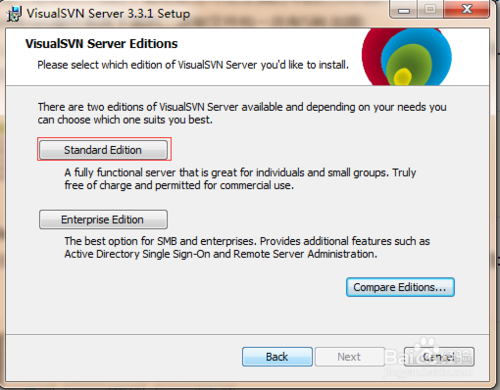 VisualSVN Server 3.3.1 Setup
VisualSVN Server Editions
Please select which edition of VisualSVN Server you'd like to install.
There are two editions of VisualSVN Server available and depending on your needs you
can choose which one suits you best.
Standard Edition
A fully functional server that is great for individuals and small groups. Truly
free of charge and permitted for commercial use.
Enterprise Edition
The best option for SMB and enterprises. Provides additional features such as
Active Directory Single Sign-On and Remote Server Administration.
Compare Editions...
Back
Next
Cancel